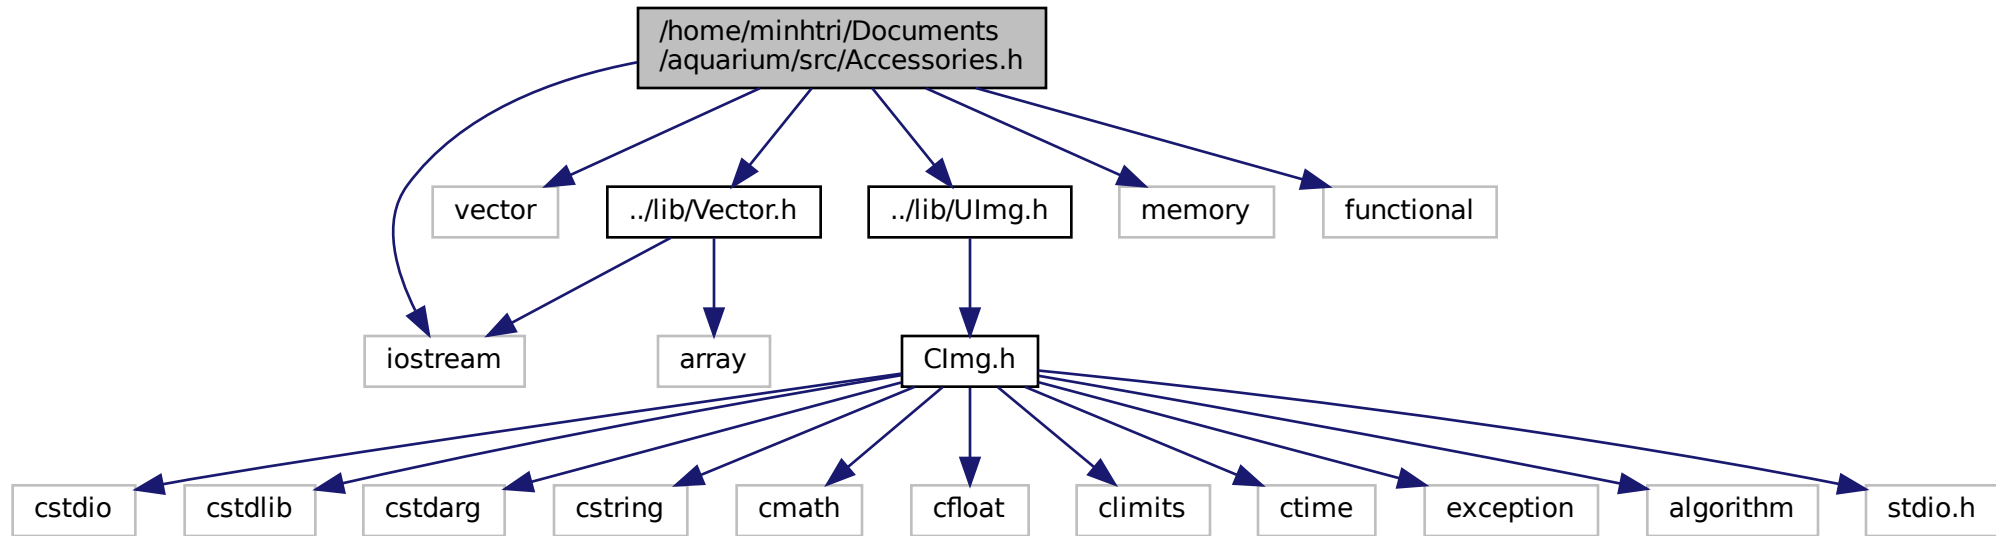 /home/minhtri/Documents
/aquarium/src/Accessories.h
vector
../lib/Vector.h
../lib/UImg.h
memory
functional
iostream
array
CImg.h
cstdio
cstdlib
cstdarg
cstring
cmath
cfloat
climits
ctime
exception
algorithm
stdio.h